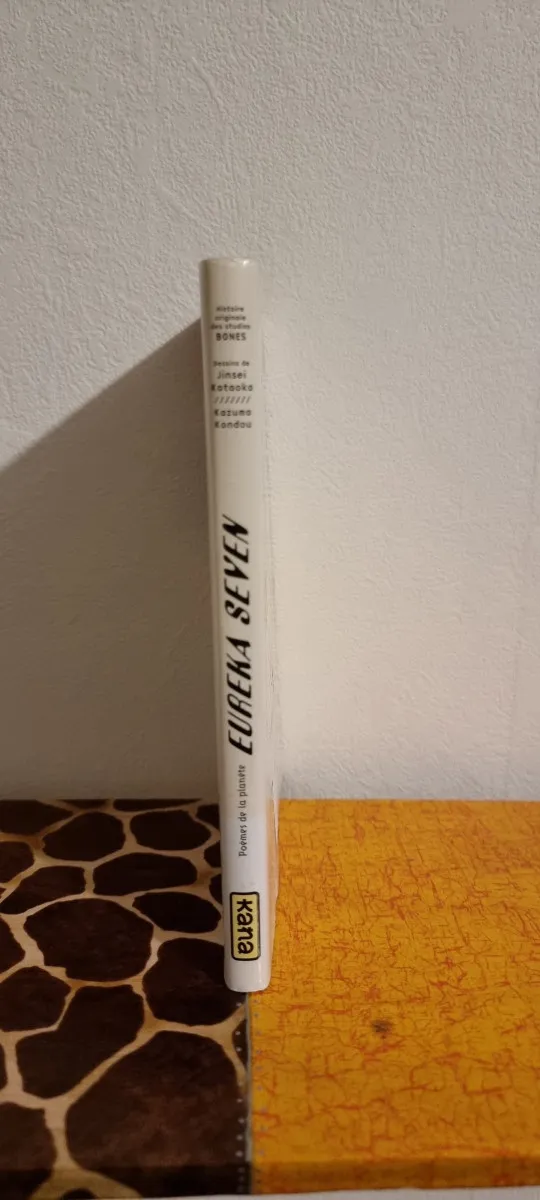 Histoire
originale
des studios
BONES
Dessins de
Jinsei
Kataoka
///////
Kazuma
Kondou
EUREKA SEVEN
Poèmes de la planète
Kana